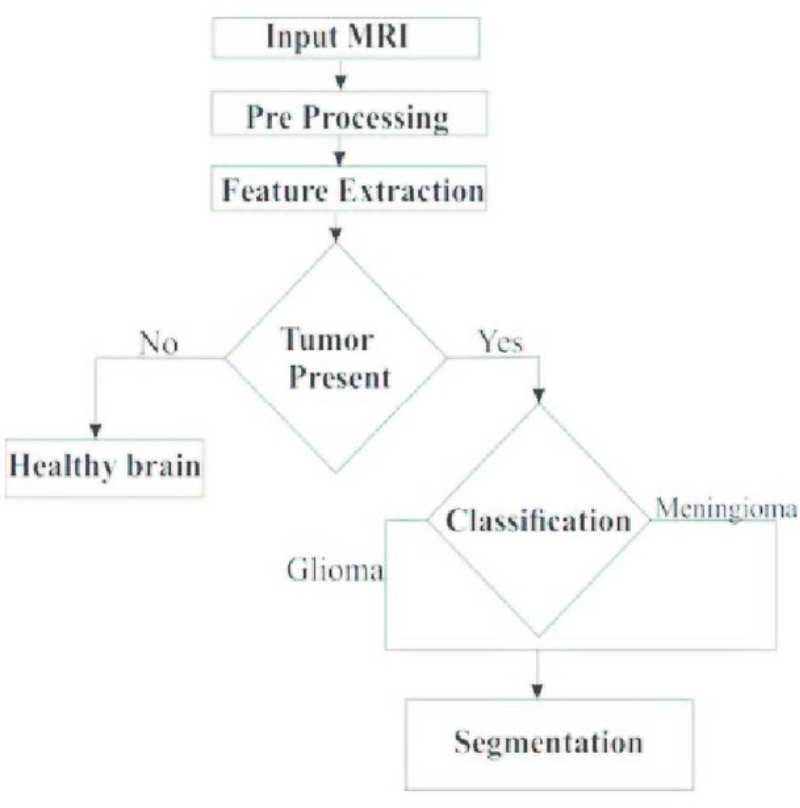 Input MRI
Pre Processing
Feature Extraction
Tumor
Present
No
Yes
Healthy brain
Classification
Meningioma
Glioma
Segmentation